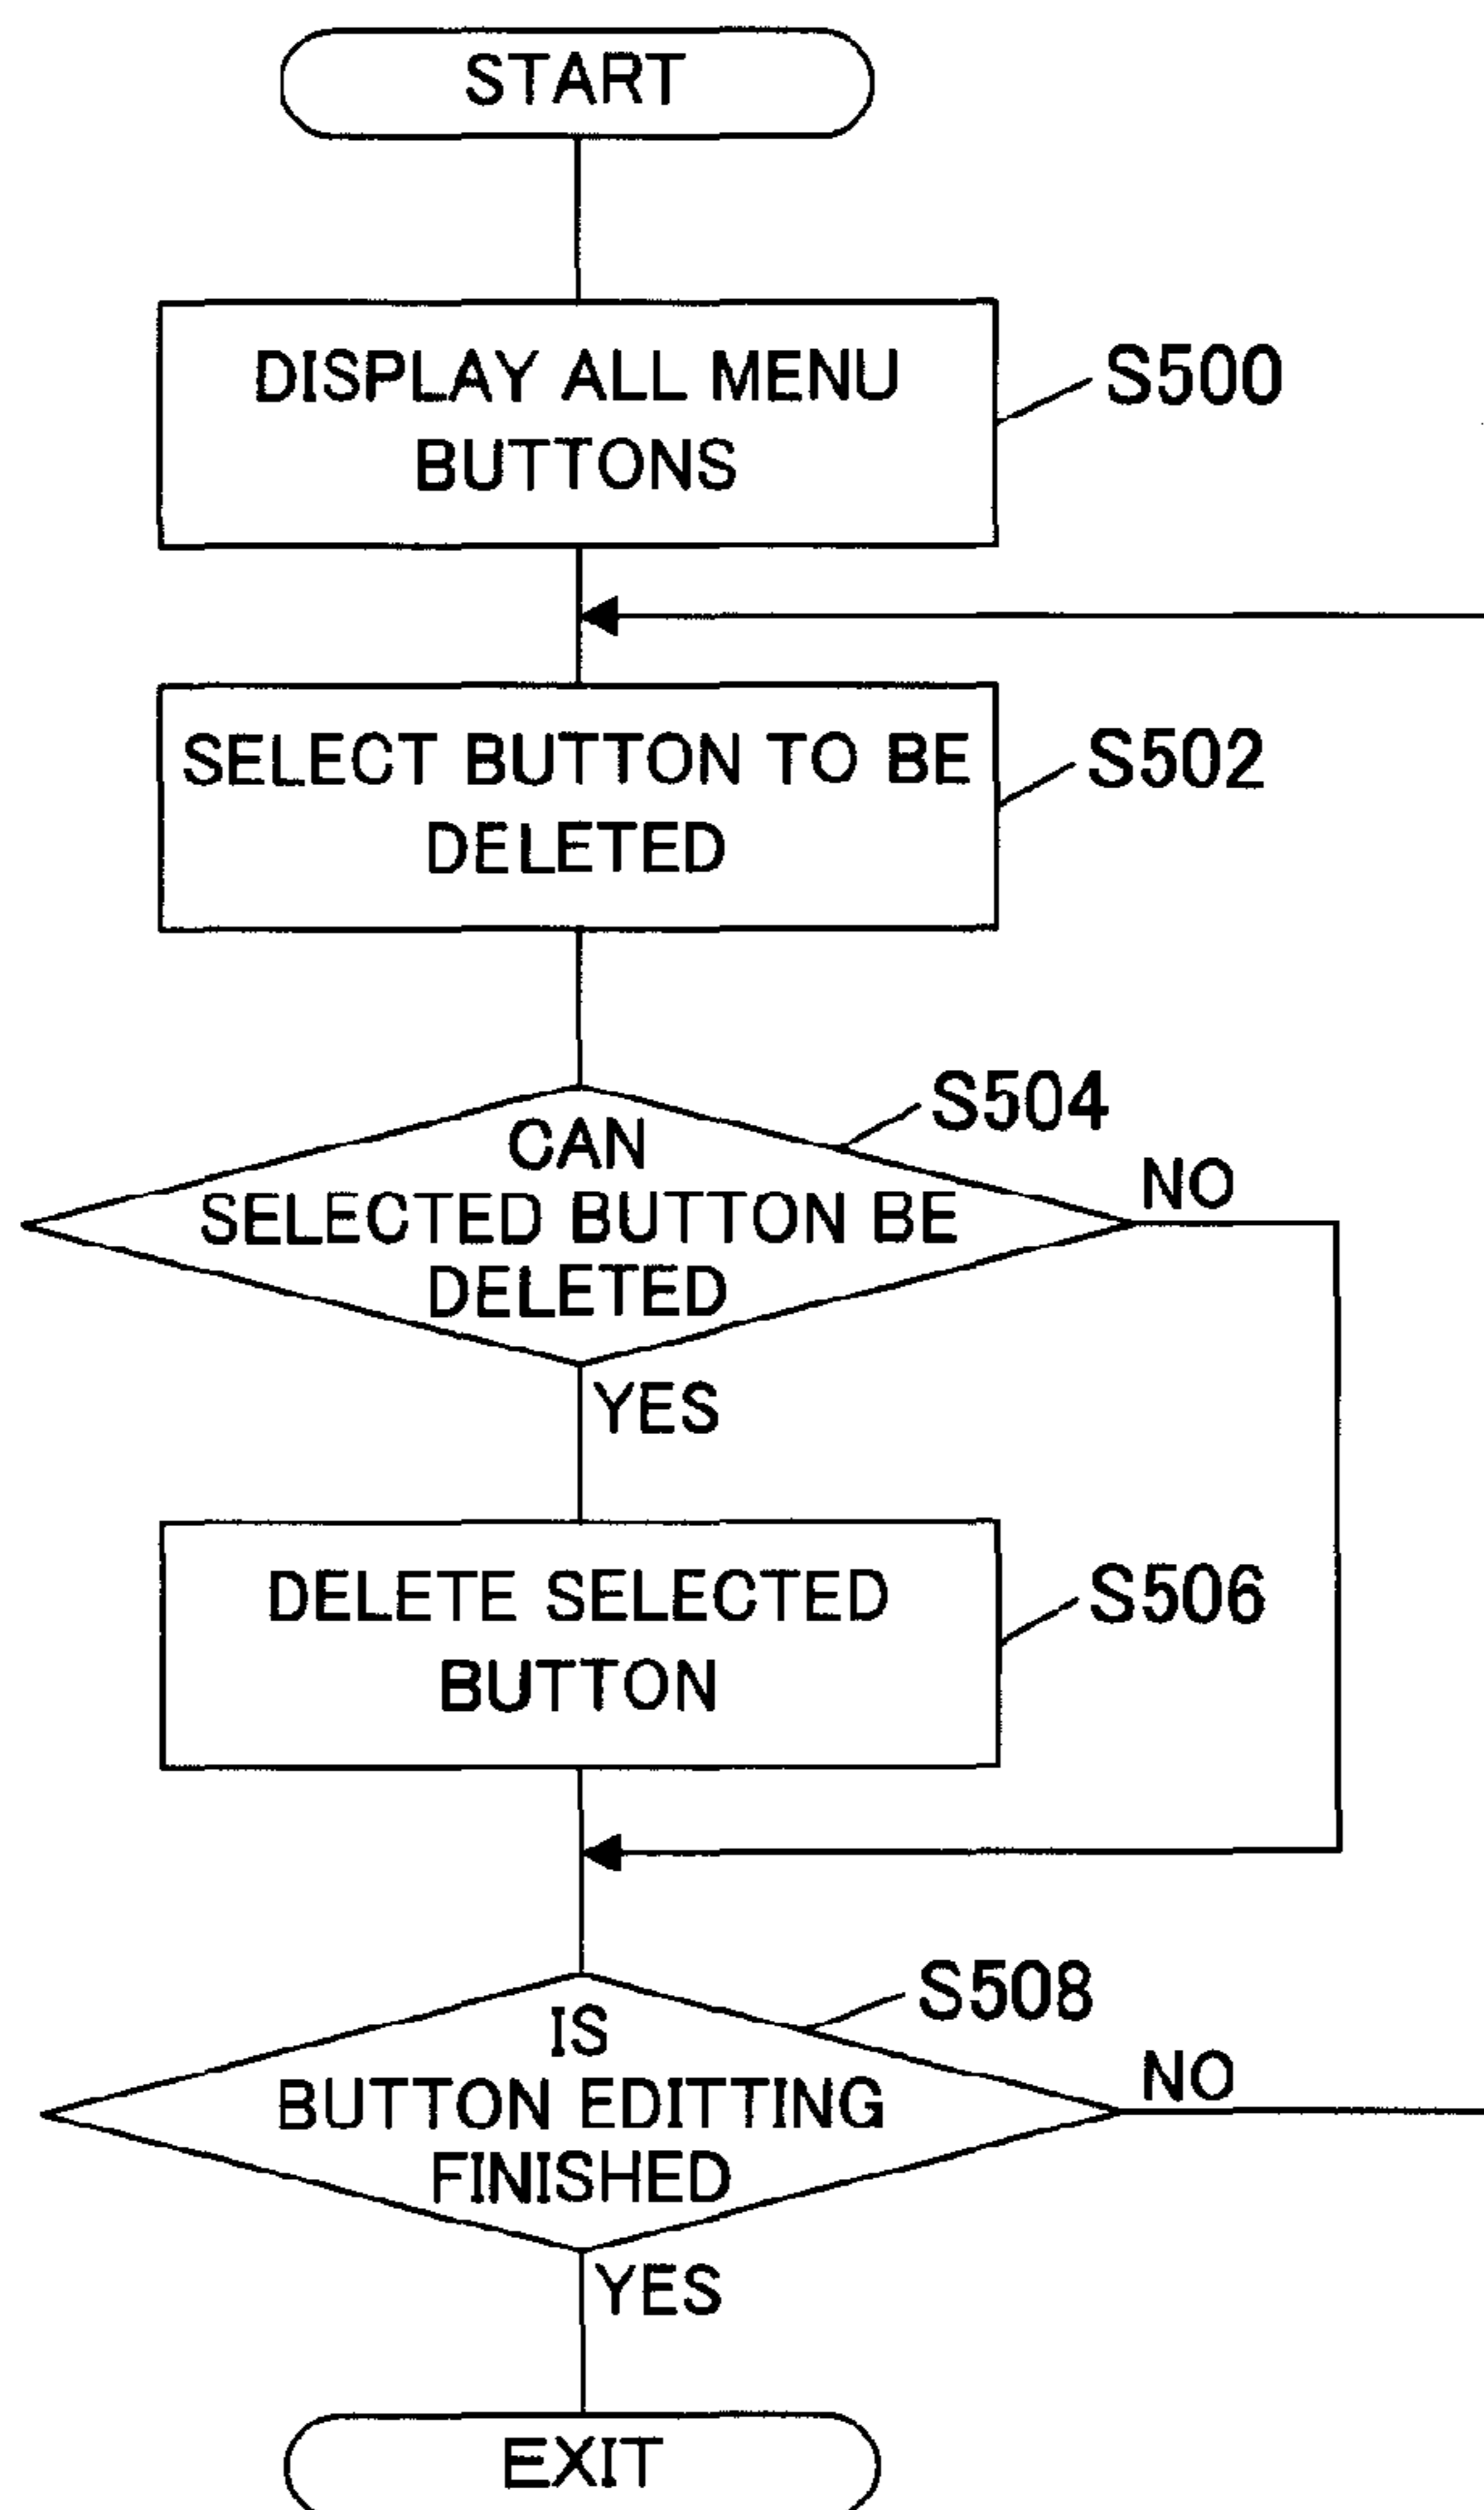 START
DISPLAY ALL MENU
BUTTONS
S500
SELECT BUTTON TO BE
DELETED
S502
S504
CAN
SELECTED BUTTON BE
DELETED
NO
YES
DELETE SELECTED
BUTTON
S506
S508
IS
BUTTON EDITTING
FINISHED
NO
YES
EXIT